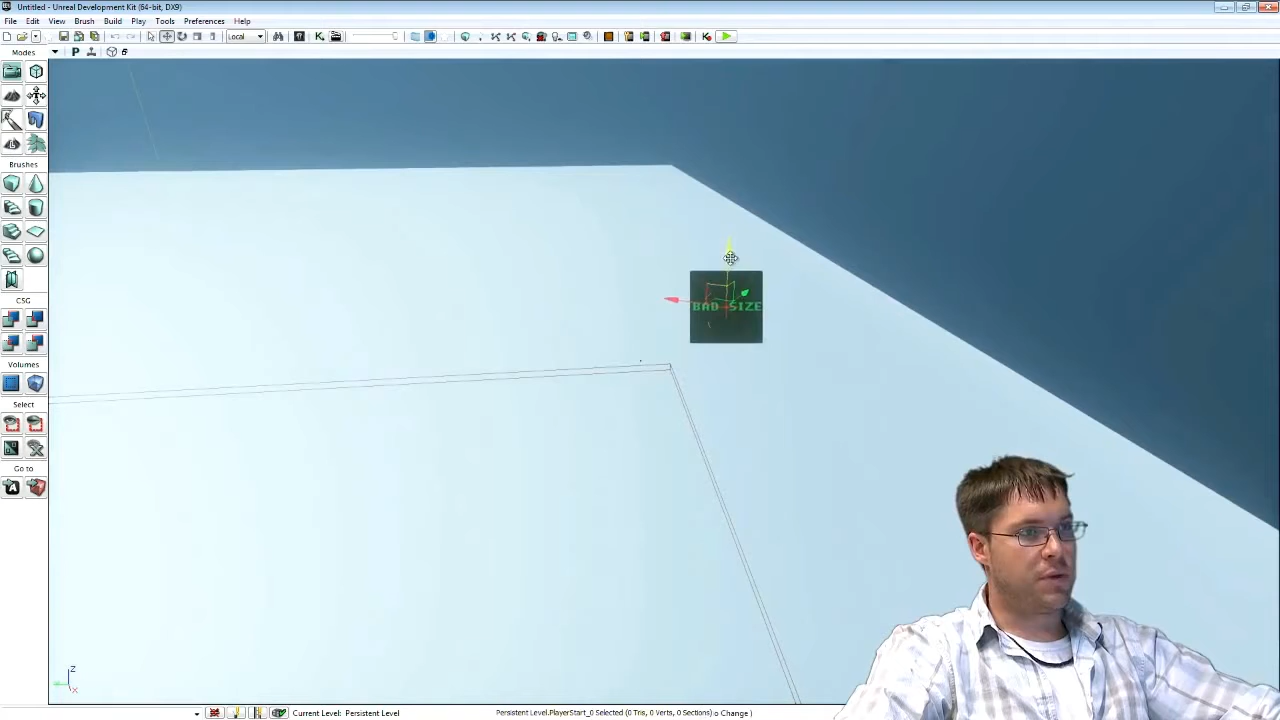 Untitled - Unreal Development Kit (64-bit, DX9)
File Edit View Brush Build Play Tools Preferences Help
Local
Modes
P
Brushes
BAD SIZE
CSG
Volumes
Select
Go to
Z
X
Current Level: Persistent Level
Persistent Level.PlayerStart_0 Selected (0 Tris, 0 Verts, 0 Sections)
o Change )